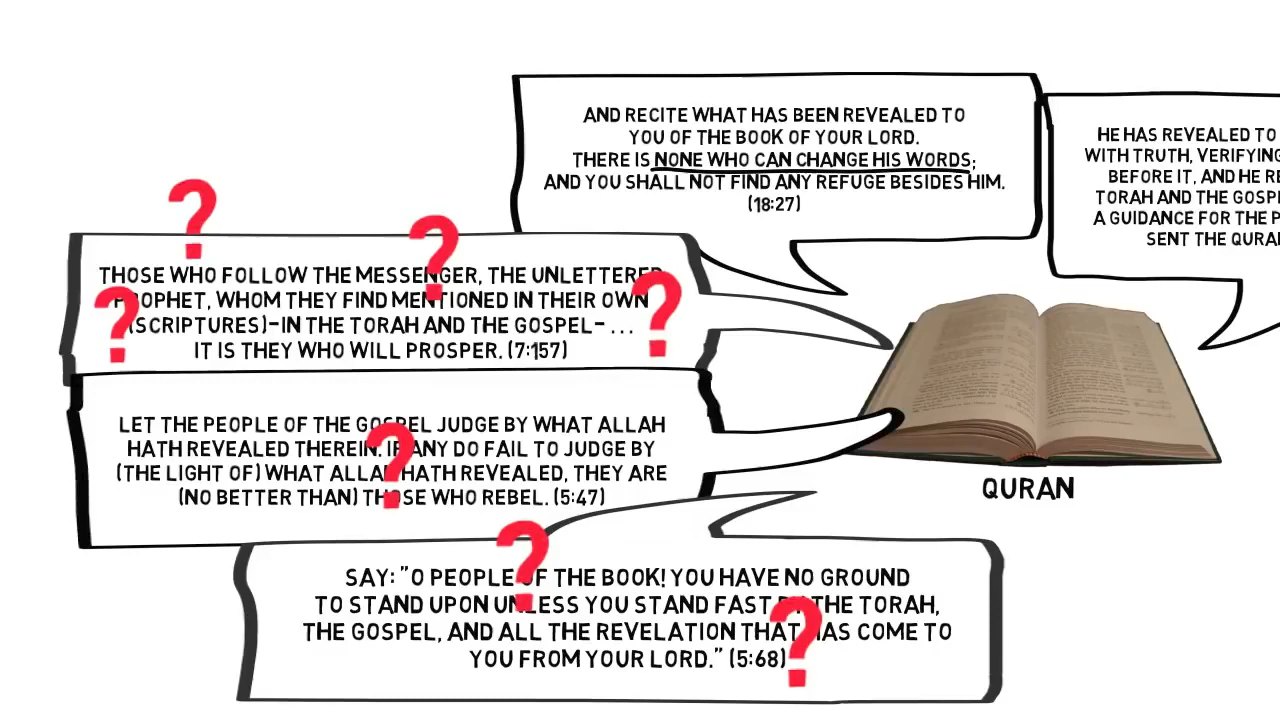 AND RECITE WHAT HAS BEEN REVEALED TO
YOU OF THE BOOK OF YOUR LORD.
THERE IS NONE WHO CAN CHANGE HIS WORDS;
AND YOU SHALL NOT FIND ANY REFUGE BESIDES HIM.
(18:27)
HE HAS REVEALED TO
WITH TRUTH, VERIFYING
BEFORE IT, AND HE
TORAH AND THE
A GUIDANCE FOR THE
SENT THE
THOSE WHO FOLLOW THE MESSENGER, THE UNLETTERED
PROPHET, WHOM THEY FIND MENTIONED IN THEIR OWN
(SCRIPTURES)-IN THE TORAH AND THE GOSPEL- ...
IT IS THEY WHO WILL PROSPER. (7:157)
LET THE PEOPLE OF THE GOSPEL JUDGE BY WHAT ALLAH
HATH REVEALED THEREIN. IF ANY DO FAIL TO JUDGE BY
(THE LIGHT OF) WHAT ALLAH HATH REVEALED, THEY ARE
(NO BETTER THAN) THOSE WHO REBEL. (5:47)
QURAN
SAY: "O PEOPLE OF THE BOOK! YOU HAVE NO GROUND
TO STAND UPON UNLESS YOU STAND FAST BY THE TORAH,
THE GOSPEL, AND ALL THE REVELATION THAT HAS COME TO
YOU FROM YOUR LORD." (5:68)